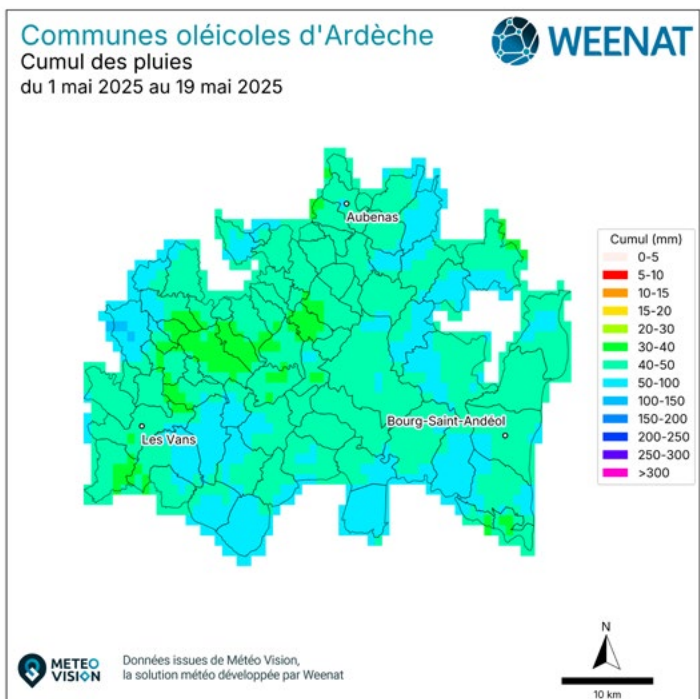 Communes oléicoles d'Ardèche
Cumul des pluies
du 1 mai 2025 au 19 mai 2025
WEENAT
Aubenas
Les Vans
Bourg-Saint-Andéol
Cumul (mm)
0-5
5-10
10-15
15-20
20-30
30-40
40-50
50-100
100-150
150-200
200-250
250-300
>300
METEO
VISION
Données issues de Météo Vision,
la solution météo développée par Weenat
N
10 km